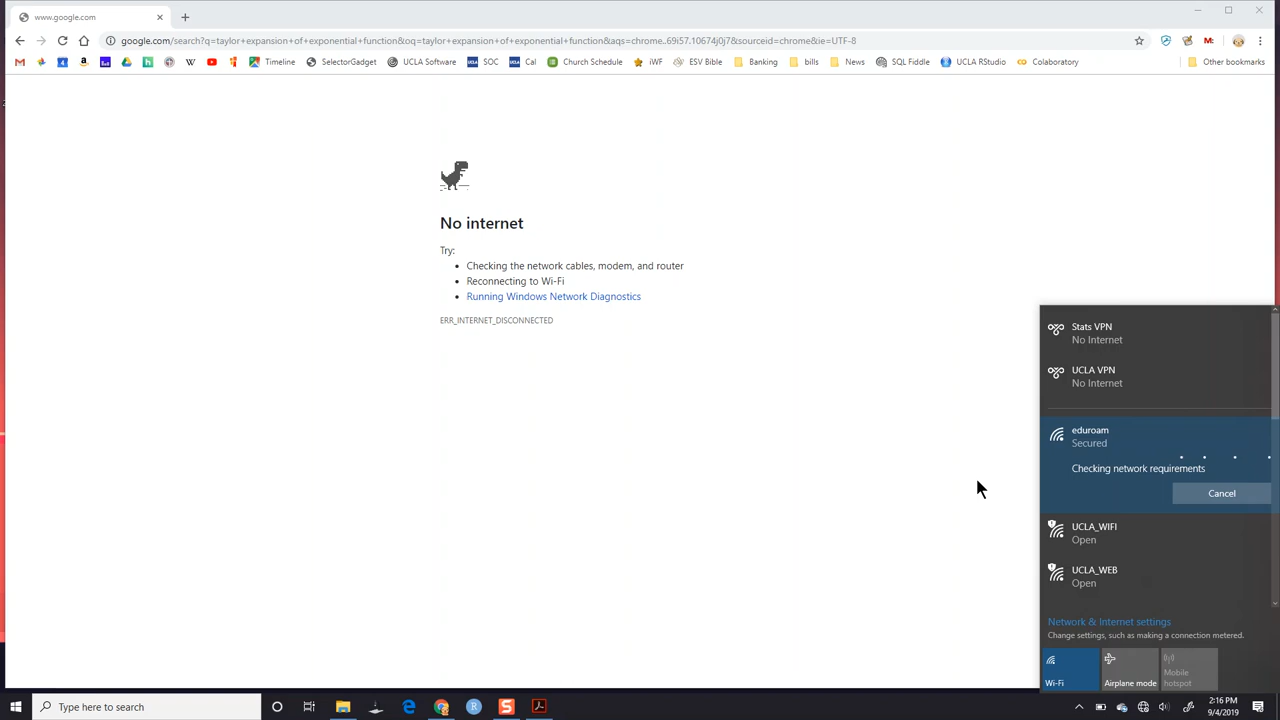 www.google.com
google.com/search?q=taylor+expansion+of+exponential+function&oq=taylor+expansion+of+exponential+function&aqs=chrome..69i57.10674j0j7&sourceid=chrome&ie=UTF-8
Timeline SelectorGadget UCLA Software SOC Cal Church Schedule iWF ESV Bible Banking bills News SQL Fiddle UCLA RStudio Colaboratory Other bookmarks
No internet
Try:
• Checking the network cables, modem, and router
• Reconnecting to Wi-Fi
• Running Windows Network Diagnostics
ERR_INTERNET_DISCONNECTED
Stats VPN
No Internet
UCLA VPN
No Internet
eduroam
Secured
Checking network requirements
Cancel
UCLA_WIFI
Open
UCLA_WEB
Open
Network & Internet settings
Change settings, such as making a connection metered.
Wi-Fi
Airplane mode
Mobile
hotspot
Type here to search
2:16 PM
9/4/2019